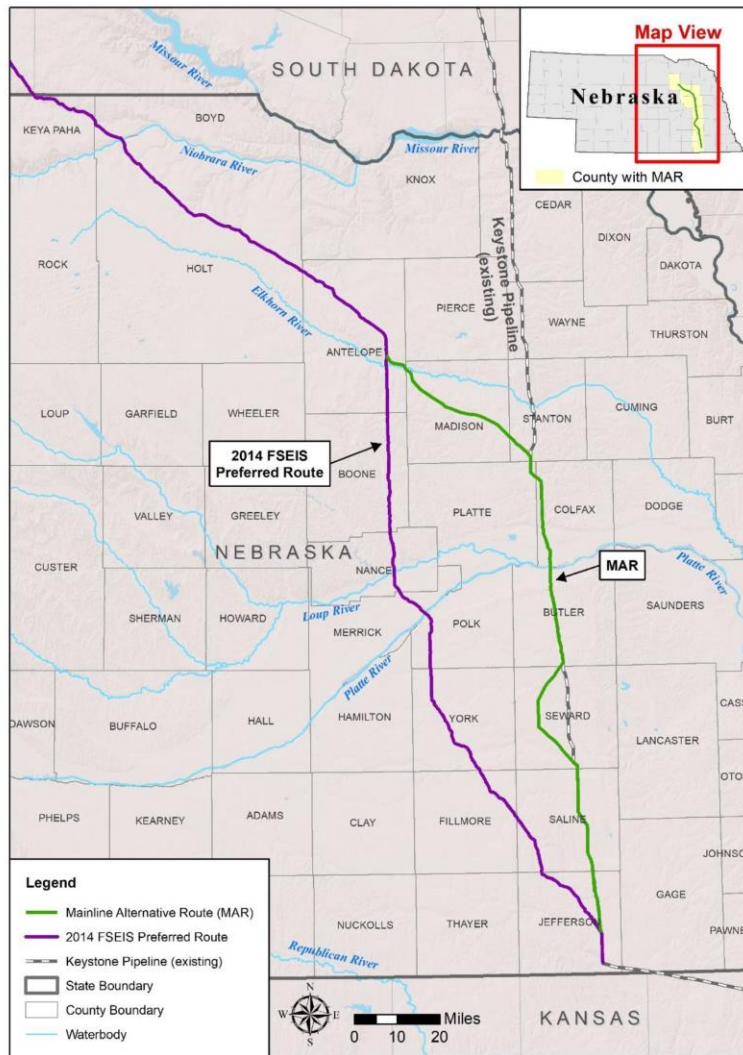 Map View
Nebraska
County with MAR
Missour
River
SOUTH DAKOTA
KEYA PAHA
BOYD
Niobrara River
Missour River
KNOX
CEDAR
DIXON
DAKOTA
Keystone Pipeline
(existing)
ROCK
HOLT
Elkhorn River
PIERCE
WAYNE
THURSTON
ANTELOPE
LOUP
GARFIELD
WHEELER
MADISON
STANTON
CUMING
BURT
2014 FSEIS
Preferred Route
BOONE
VALLEY
GREELEY
PLATTE
COLFAX
DODGE
CUSTER
NEBRASKA
NANCE
MAR
Platte River
SHERMAN
HOWARD
Loup River
MERRICK
POLK
BUTLER
SAUNDERS
Platte River
DAWSON
BUFFALO
HALL
HAMILTON
YORK
SEWARD
LANCASTER
CASS
OTO
PHELPS
KEARNEY
ADAMS
CLAY
FILLMORE
SALINE
JOHNSO
GAGE
PAWNE
NUCKOLLS
THAYER
JEFFERSON
Republican River
Legend
Mainline Alternative Route (MAR)
2014 FSEIS Preferred Route
Keystone Pipeline (existing)
State Boundary
County Boundary
Waterbody
N
W
E
S
0 10 20
Miles
KANSAS